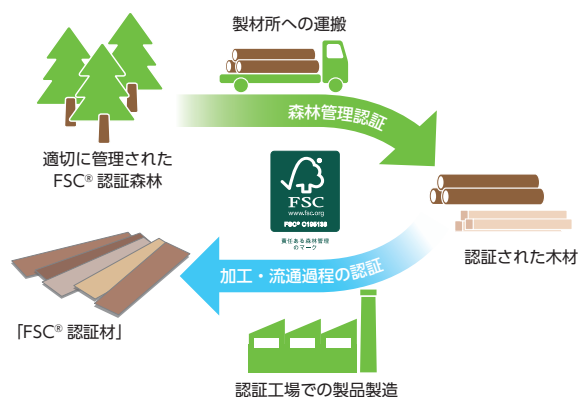 製材所への運搬
森林管理認証
適切に管理された
FSC® 認証森林
FSC
www.fsc.org
責任ある森林管理
のマーク
認証された木材
加工・流通過程の認証
「FSC® 認証材」
認証工場での製品製造